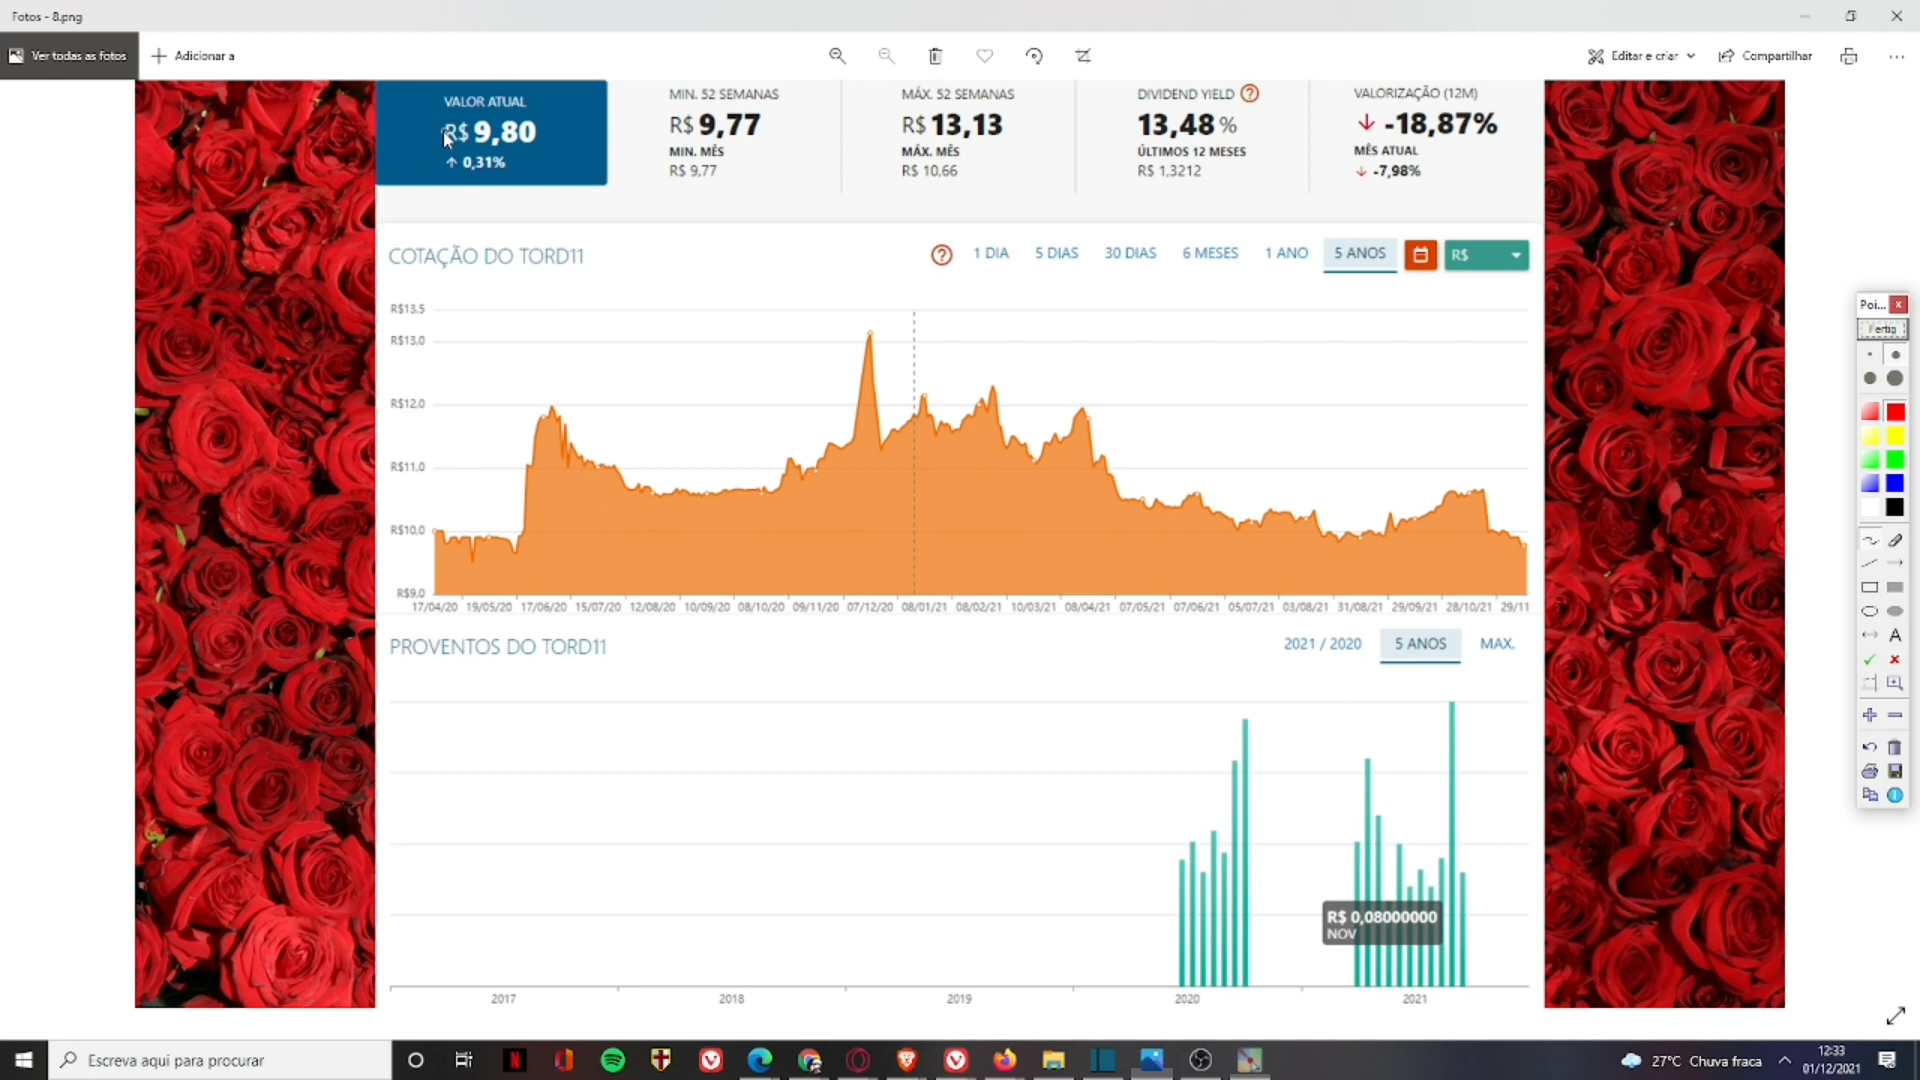 Fotos - 8.png
Ver todas as fotos
Adicionar a
Editar e criar
Compartilhar
VALOR ATUAL
R$ 9,80
↑ 0,31%
MIN. 52 SEMANAS
R$ 9,77
MIN. MÊS
R$ 9,77
MÁX. 52 SEMANAS
R$ 13,13
MÁX. MÊS
R$ 10,66
DIVIDEND YIELD ?
13,48 %
ÚLTIMOS 12 MESES
R$ 1,3212
VALORIZAÇÃO (12M)
↓ -18,87%
MÊS ATUAL
↓ -7,98%
COTAÇÃO DO TORD11
? 1 DIA 5 DIAS 30 DIAS 6 MESES 1 ANO 5 ANOS R$
R$13.5
R$13.0
R$12.0
R$11.0
R$10.0
R$9.0
17/04/20 19/05/20 17/06/20 15/07/20 12/08/20 10/09/20 08/10/20 09/11/20 07/12/20 08/01/21 08/02/21 10/03/21 08/04/21 07/05/21 07/06/21 05/07/21 03/08/21 31/08/21 29/09/21 28/10/21 29/11
PROVENTOS DO TORD11
2021 / 2020 5 ANOS MAX.
R$ 0,08000000
NOV
2017 2018 2019 2020 2021
Poi...
Fertig
A
Escreva aqui para procurar
27°C Chuva fraca
12:33
01/12/2021